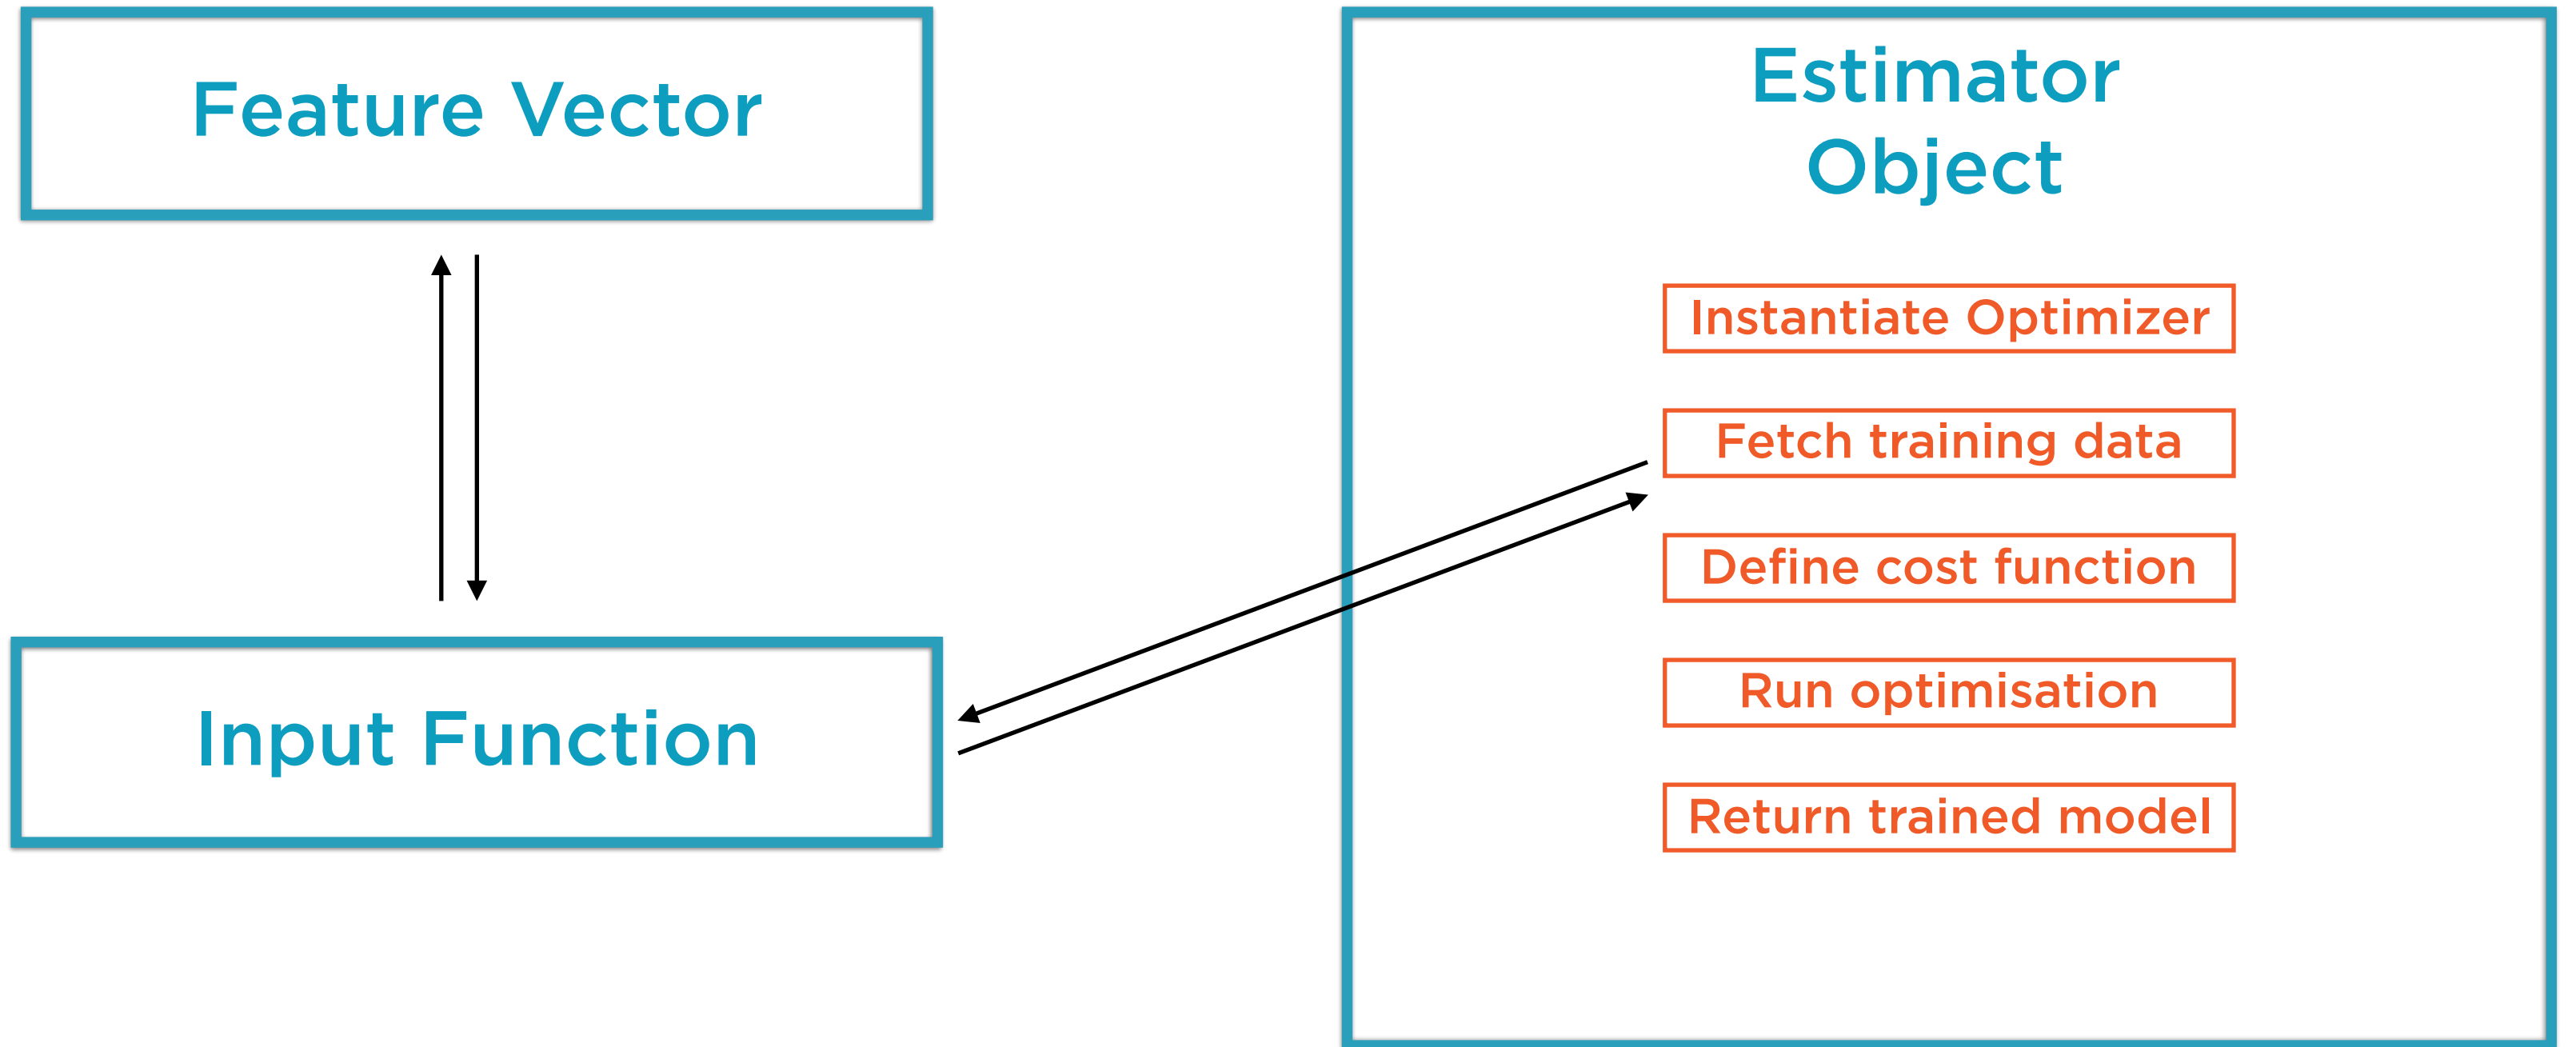 Feature Vector
Input Function
Estimator
Object
Instantiate Optimizer
Fetch training data
Define cost function
Run optimisation
Return trained model